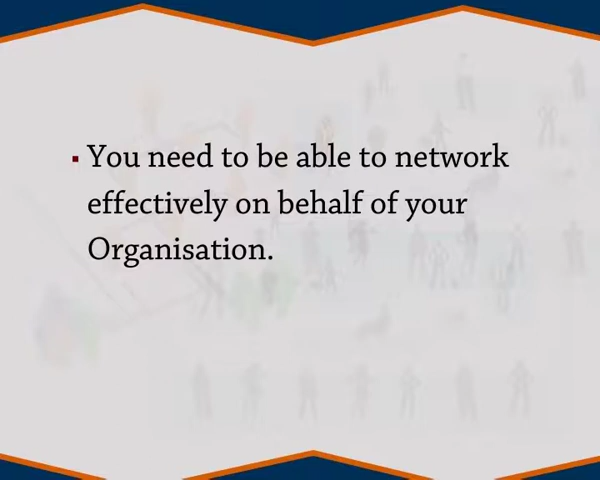 ▪ You need to be able to network
effectively on behalf of your
Organisation.